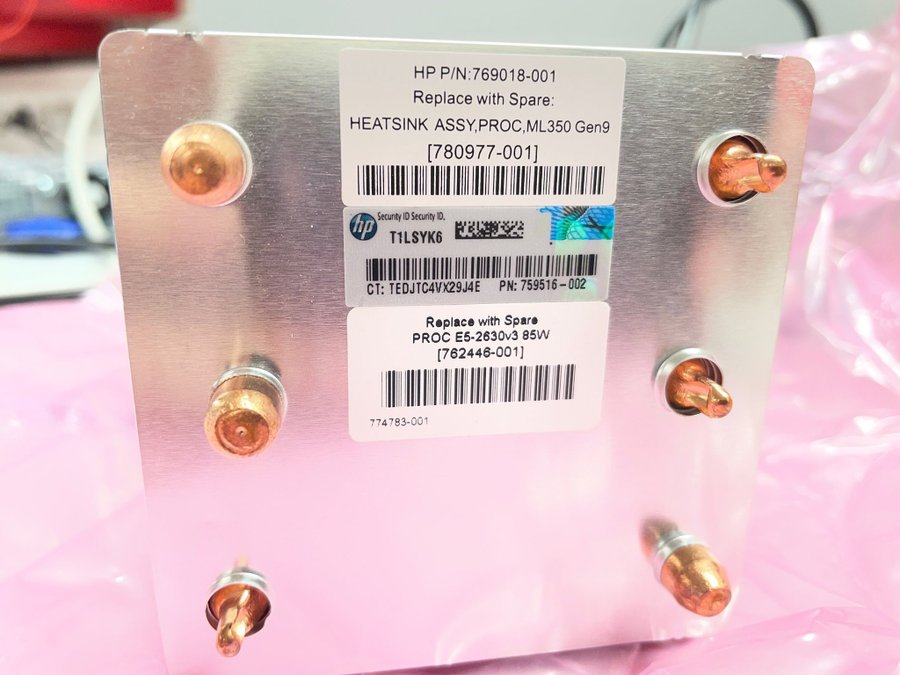 HP P/N:769018-001
Replace with Spare:
HEATSINK ASSY,PROC,ML350 Gen9
[780977-001]
hp Security ID Security ID.
T1LSYK6
CT: TEDJTC4VX29J4E PN: 759516-002
Replace with Spare
PROC E5-2630v3 85W
[762446-001]
774783-001